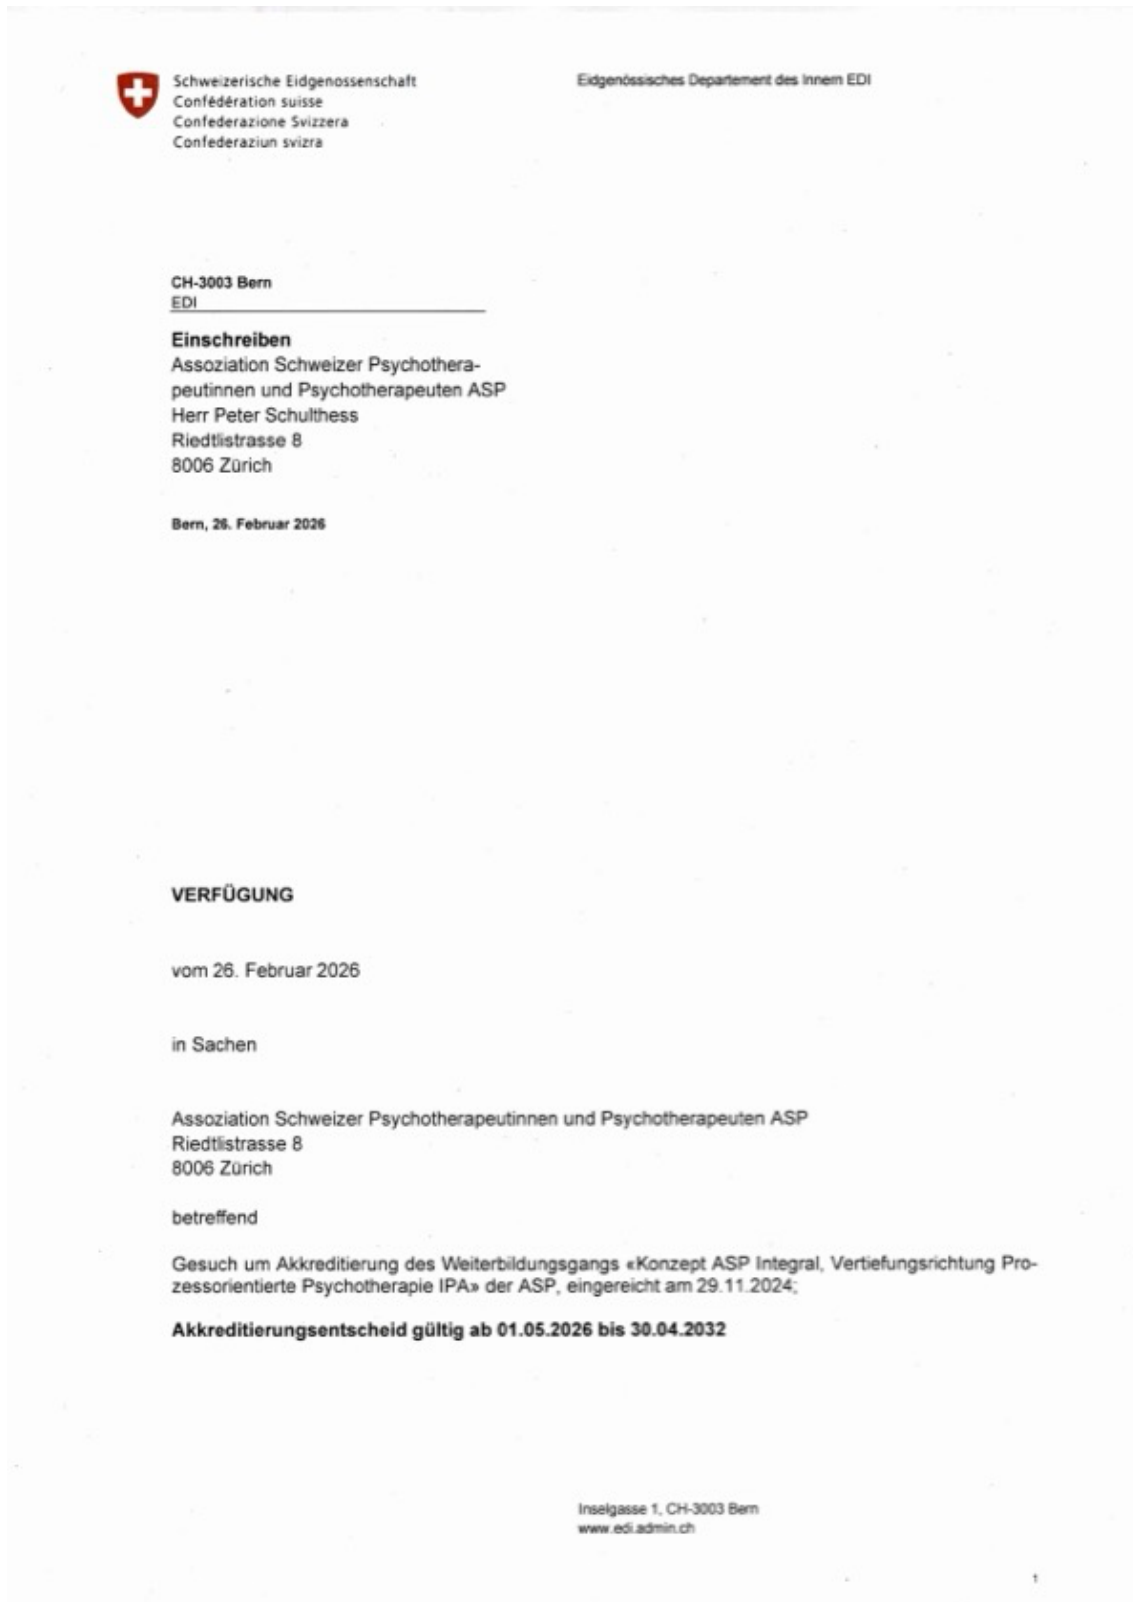 Schweizerische Eidgenossenschaft
Confédération suisse
Confederazione Svizzera
Confederaziun svizra
Eidgenössisches Departement des Innern EDI
CH-3003 Bern
EDI
Einschreiben
Assoziation Schweizer Psychothera-
peutinnen und Psychotherapeuten ASP
Herr Peter Schulthess
Riedtlistrasse 8
8006 Zürich
Bern, 26. Februar 2026
VERFÜGUNG
vom 26. Februar 2026
in Sachen
Assoziation Schweizer Psychotherapeutinnen und Psychotherapeuten ASP
Riedtlistrasse 8
8006 Zürich
betreffend
Gesuch um Akkreditierung des Weiterbildungsgangs «Konzept ASP Integral, Vertiefungsrichtung Pro-
zessorientierte Psychotherapie IPA» der ASP, eingereicht am 29.11.2024;
Akkreditierungsentscheid gültig ab 01.05.2026 bis 30.04.2032
Inselgasse 1, CH-3003 Bern
www.edi.admin.ch
1